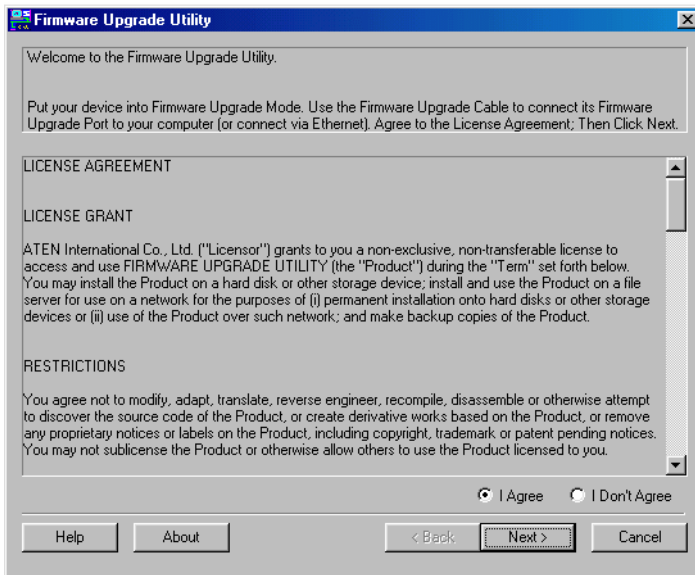 Firmware Upgrade Utility
Welcome to the Firmware Upgrade Utility.
Put your device into Firmware Upgrade Mode. Use the Firmware Upgrade Cable to connect its Firmware
Upgrade Port to your computer (or connect via Ethernet). Agree to the License Agreement; Then Click Next.
LICENSE AGREEMENT
LICENSE GRANT
ATEN International Co., Ltd. ("Licensor") grants to you a non-exclusive, non-transferable license to
access and use FIRMWARE UPGRADE UTILITY (the "Product") during the "Term" set forth below.
You may install the Product on a hard disk or other storage device; install and use the Product on a file
server for use on a network for the purposes of (i) permanent installation onto hard disks or other storage
devices or (ii) use of the Product over such network; and make backup copies of the Product.
RESTRICTIONS
You agree not to modify, adapt, translate, reverse engineer, recompile, disassemble or otherwise attempt
to discover the source code of the Product, or create derivative works based on the Product, or remove
any proprietary notices or labels on the Product, including copyright, trademark or patent pending notices.
You may not sublicense the Product or otherwise allow others to use the Product licensed to you.
I Agree I Don't Agree
Help About < Back Next > Cancel